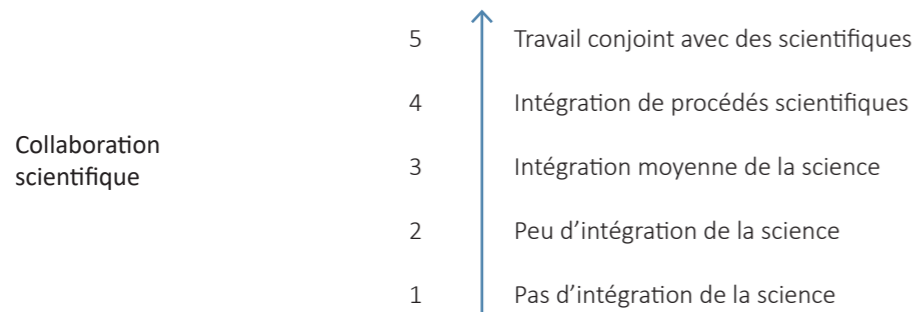 5 Travail conjoint avec des scientifiques
4 Intégration de procédés scientifiques
Collaboration
scientifique
3 Intégration moyenne de la science
2 Peu d’intégration de la science
1 Pas d’intégration de la science